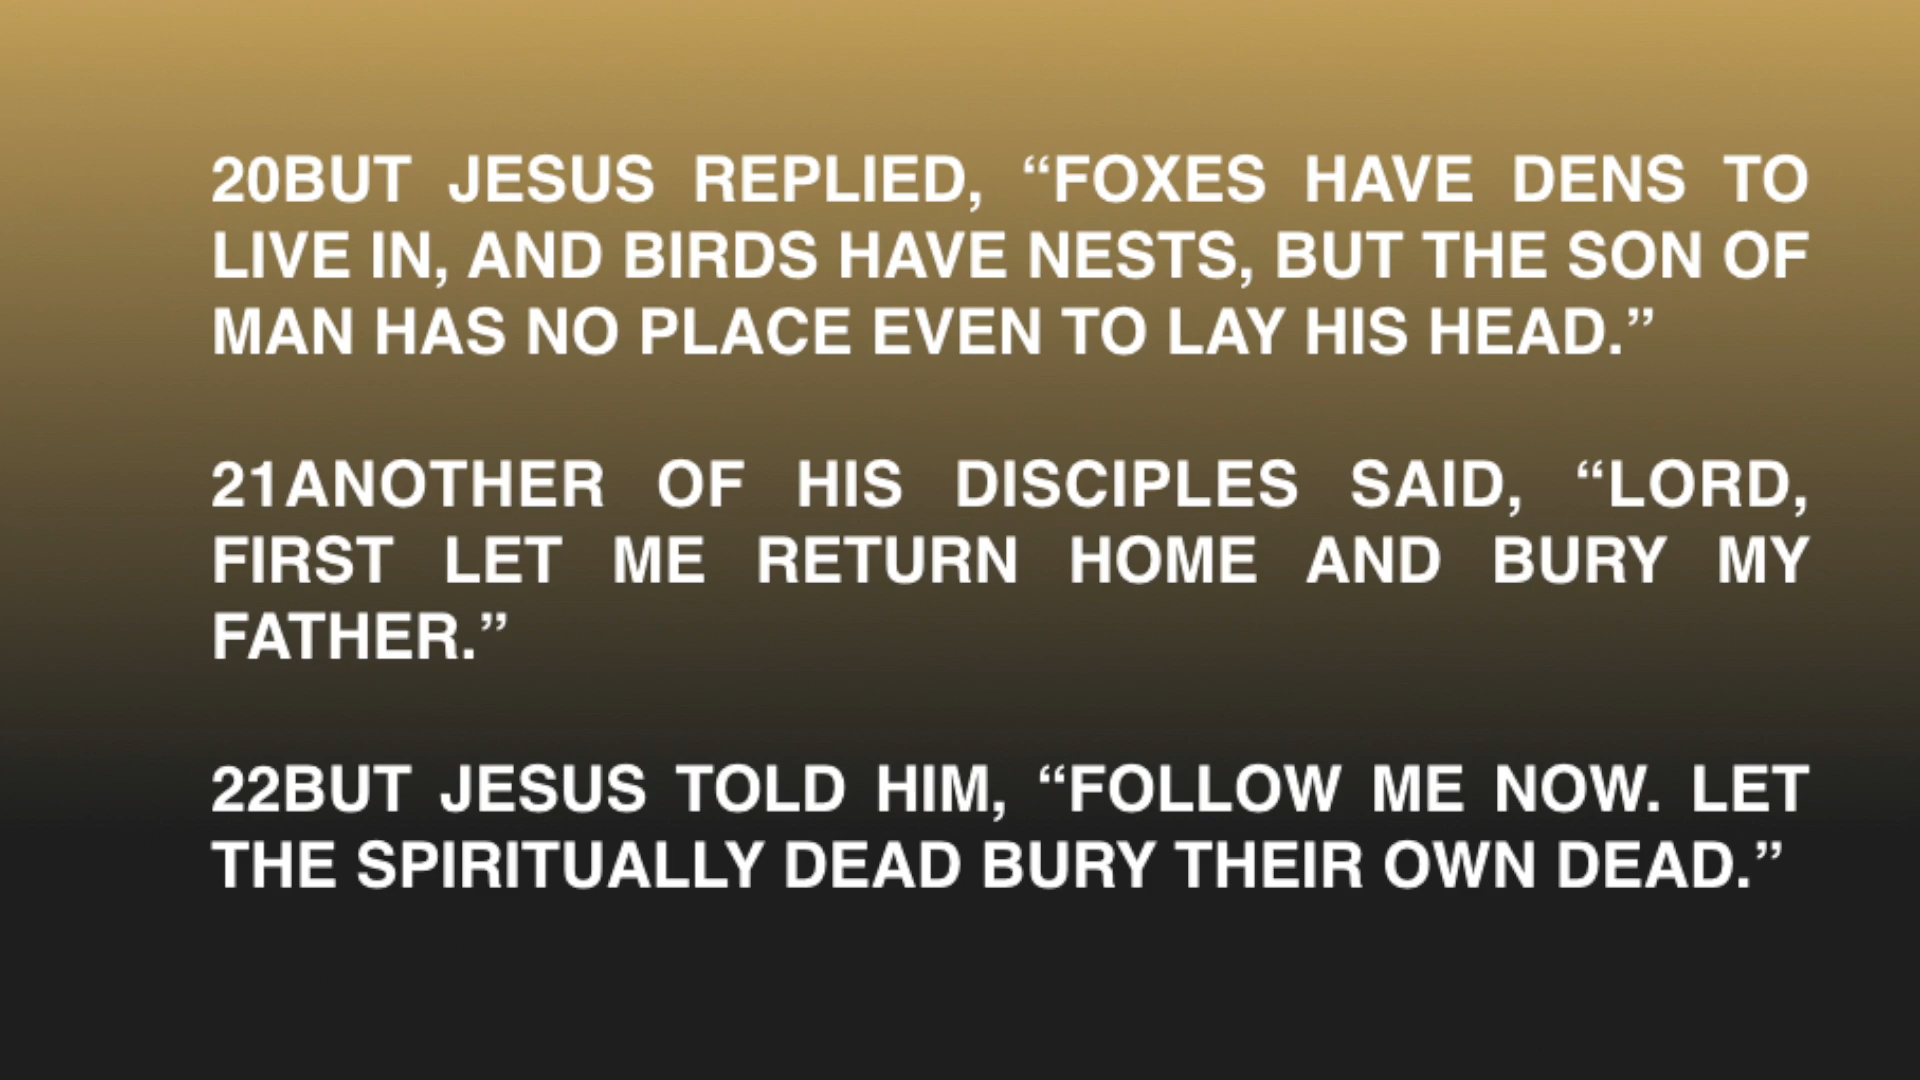 20BUT JESUS REPLIED, “FOXES HAVE DENS TO
LIVE IN, AND BIRDS HAVE NESTS, BUT THE SON OF
MAN HAS NO PLACE EVEN TO LAY HIS HEAD.”
21ANOTHER OF HIS DISCIPLES SAID, “LORD,
FIRST LET ME RETURN HOME AND BURY MY
FATHER.”
22BUT JESUS TOLD HIM, “FOLLOW ME NOW. LET
THE SPIRITUALLY DEAD BURY THEIR OWN DEAD.”